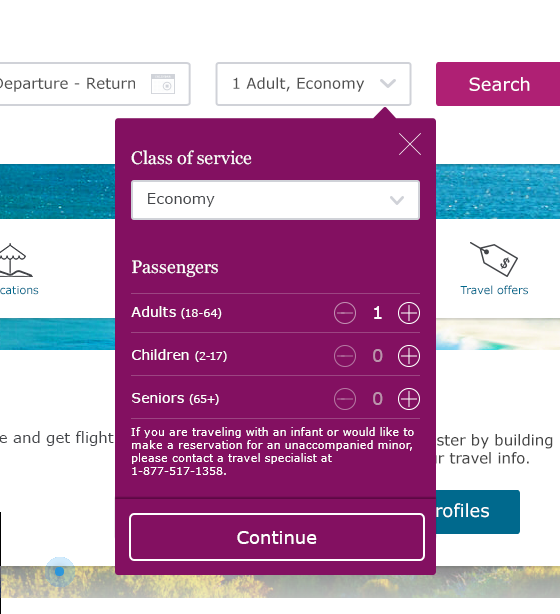 Departure - Return
1 Adult, Economy
Search
Class of service
Economy
Passengers
Adults (18-64)
1
Children (2-17)
0
Seniors (65+)
0
If you are traveling with an infant or would like to
make a reservation for an unaccompanied minor,
please contact a travel specialist at
1-877-517-1358.
Continue
cations
$
Travel offers
e and get flight
ster by building
r travel info.
rofiles